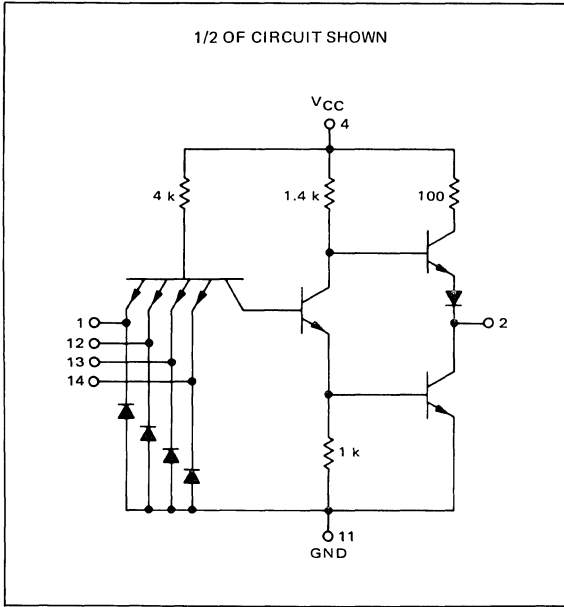 1/2 OF CIRCUIT SHOWN
VCC
4
4 k
1.4 k
100
1
12
13
14
2
1 k
11
GND